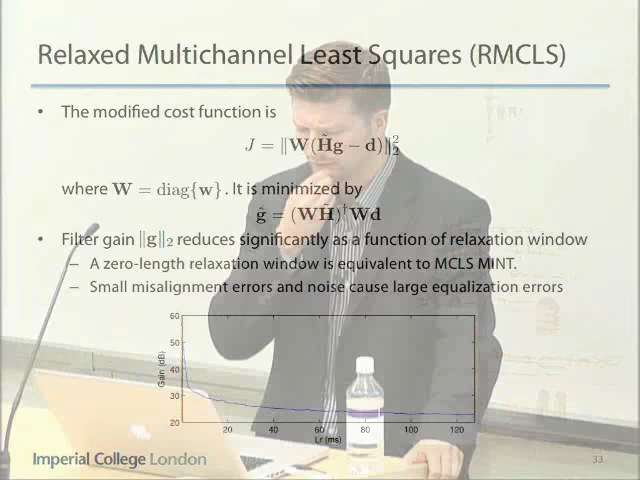 Relaxed Multichannel Least Squares (RMCLS)
• The modified cost function is
J = ‖W(H̃g − d)‖₂²
where W = diag{w}. It is minimized by
ĝ = (WH̃)†Wd
• Filter gain ‖g‖₂ reduces significantly as a function of relaxation window
– A zero-length relaxation window is equivalent to MCLS MINT.
– Small misalignment errors and noise cause large equalization errors
60
50
40
30
20
Gain (dB)
20 40 60 80 100 120
Lr (ms)
Imperial College London
33